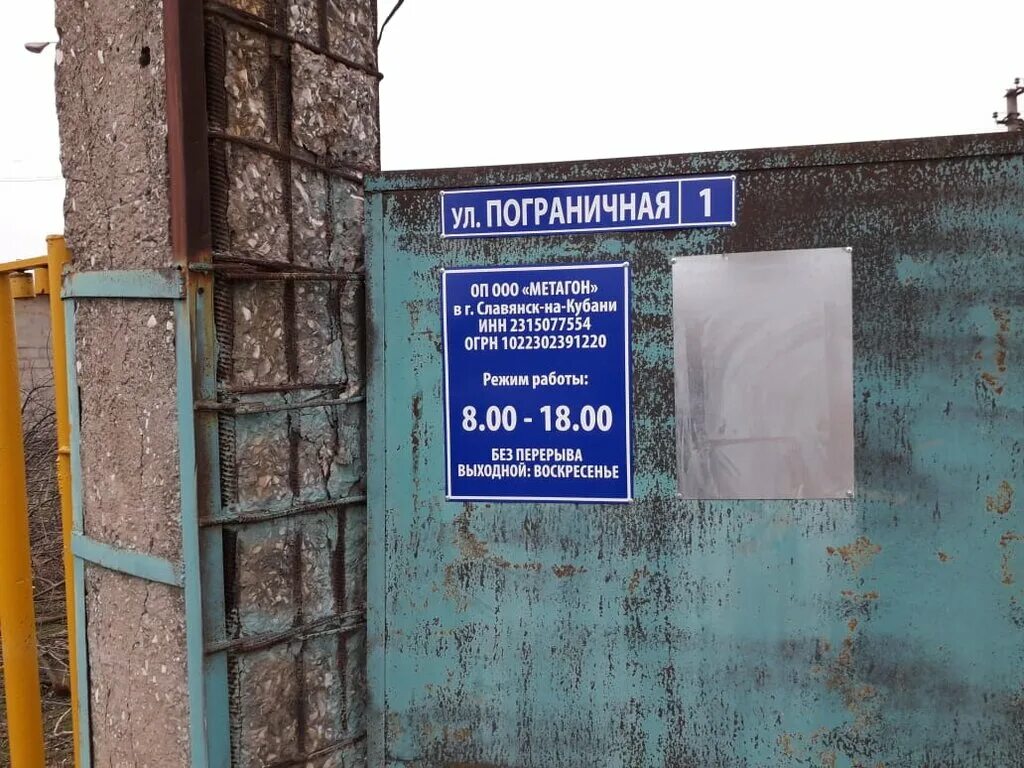 ул. ПОГРАНИЧНАЯ 1
ОП ООО «МЕТАГОН»
в г. Славянск-на-Кубани
ИНН 2315077554
ОГРН 1022302391220
Режим работы:
8.00 - 18.00
БЕЗ ПЕРЕРЫВА
ВЫХОДНОЙ: ВОСКРЕСЕНЬЕ